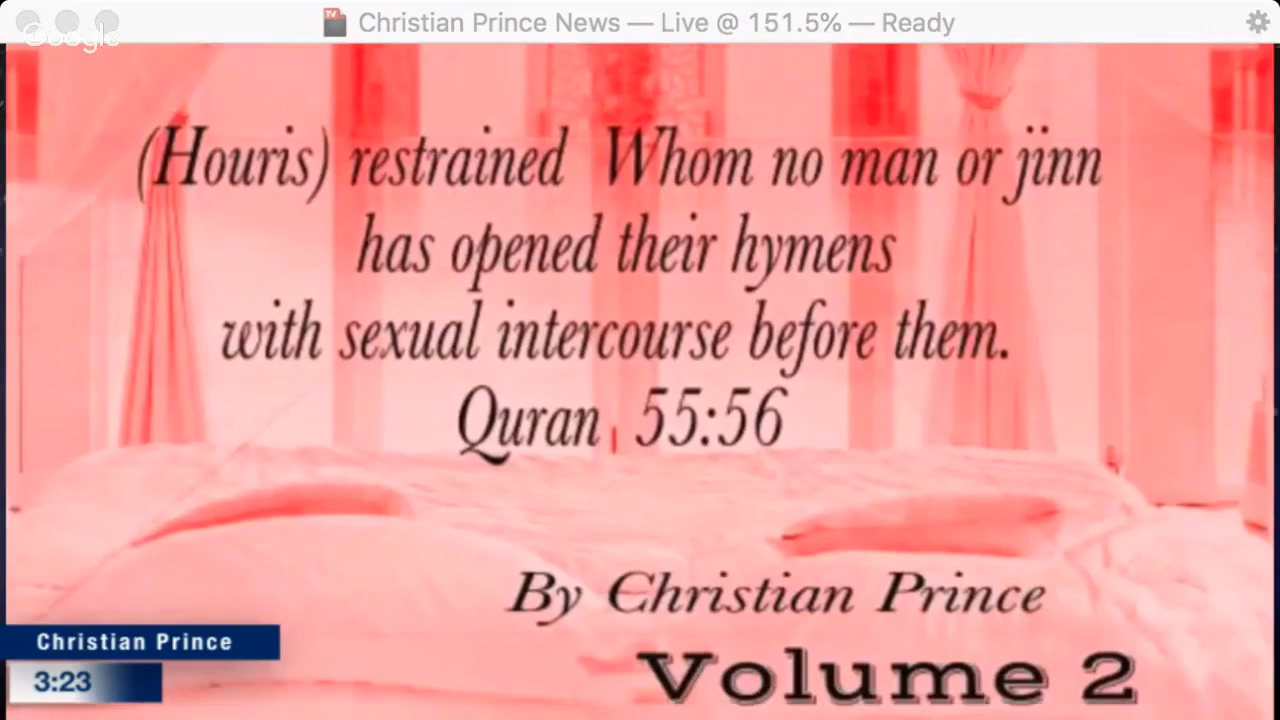 Christian Prince News — Live @ 151.5% — Ready
Google
(Houris) restrained Whom no man or jinn
has opened their hymens
with sexual intercourse before them.
Quran 55:56
By Christian Prince
Volume 2
Christian Prince
3:23